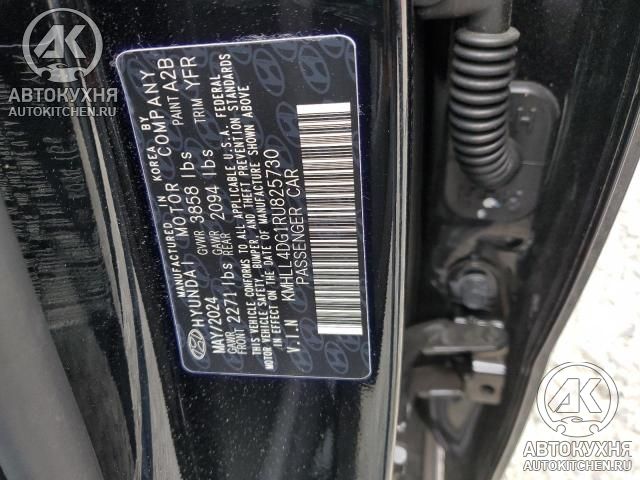 АВТОКУХНЯ
AUTOKITCHEN.RU
MANUFACTURED IN KOREA BY
HYUNDAI MOTOR COMPANY
MAY/2024 GVWR 3858 lbs PAINT A2B
GAWR FRONT 2271 lbs GAWR REAR 2094 lbs TRIM YFR
THIS VEHICLE CONFORMS TO ALL APPLICABLE U.S.A. FEDERAL
MOTOR VEHICLE SAFETY, BUMPER, AND THEFT PREVENTION STANDARDS
IN EFFECT ON THE DATE OF MANUFACTURE SHOWN ABOVE
V.I.N KMHLL4DG1RU825730
PASSENGER CAR
АВТОКУХНЯ
AUTOKITCHEN.RU